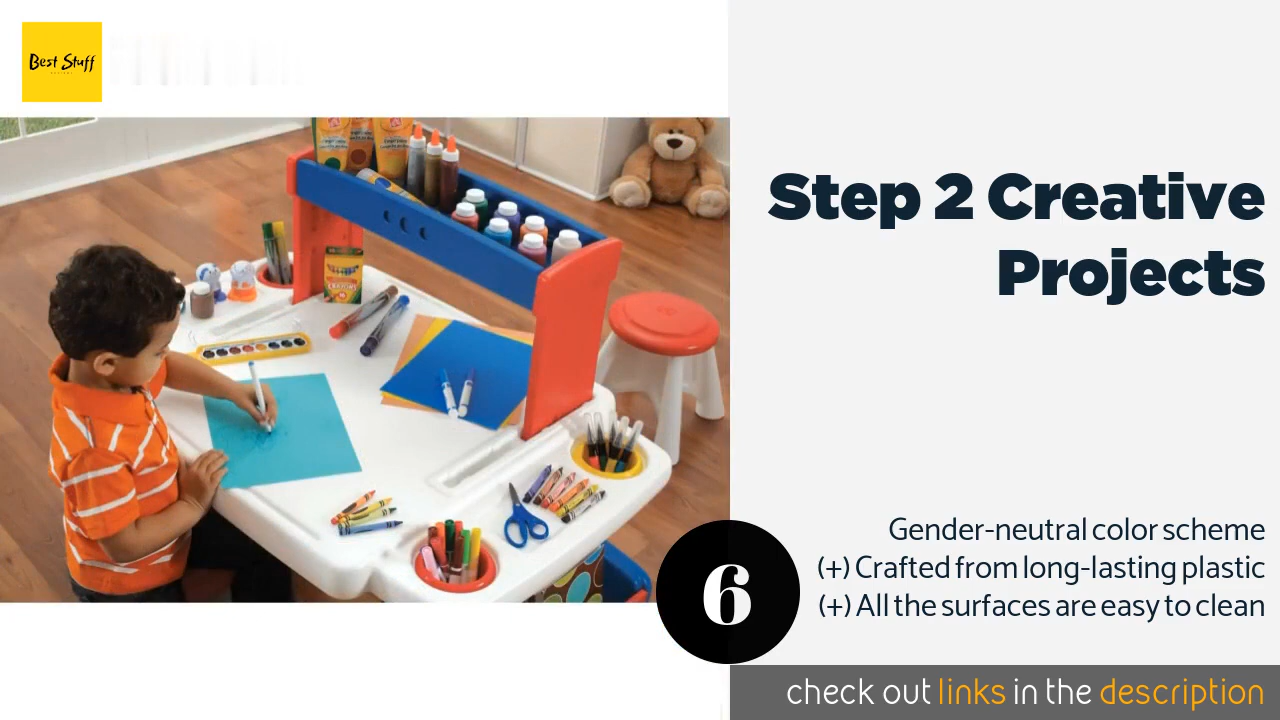 Best Stuff
Step 2 Creative
Projects
Gender-neutral color scheme
(+) Crafted from long-lasting plastic
(+) All the surfaces are easy to clean
6
check out links in the description